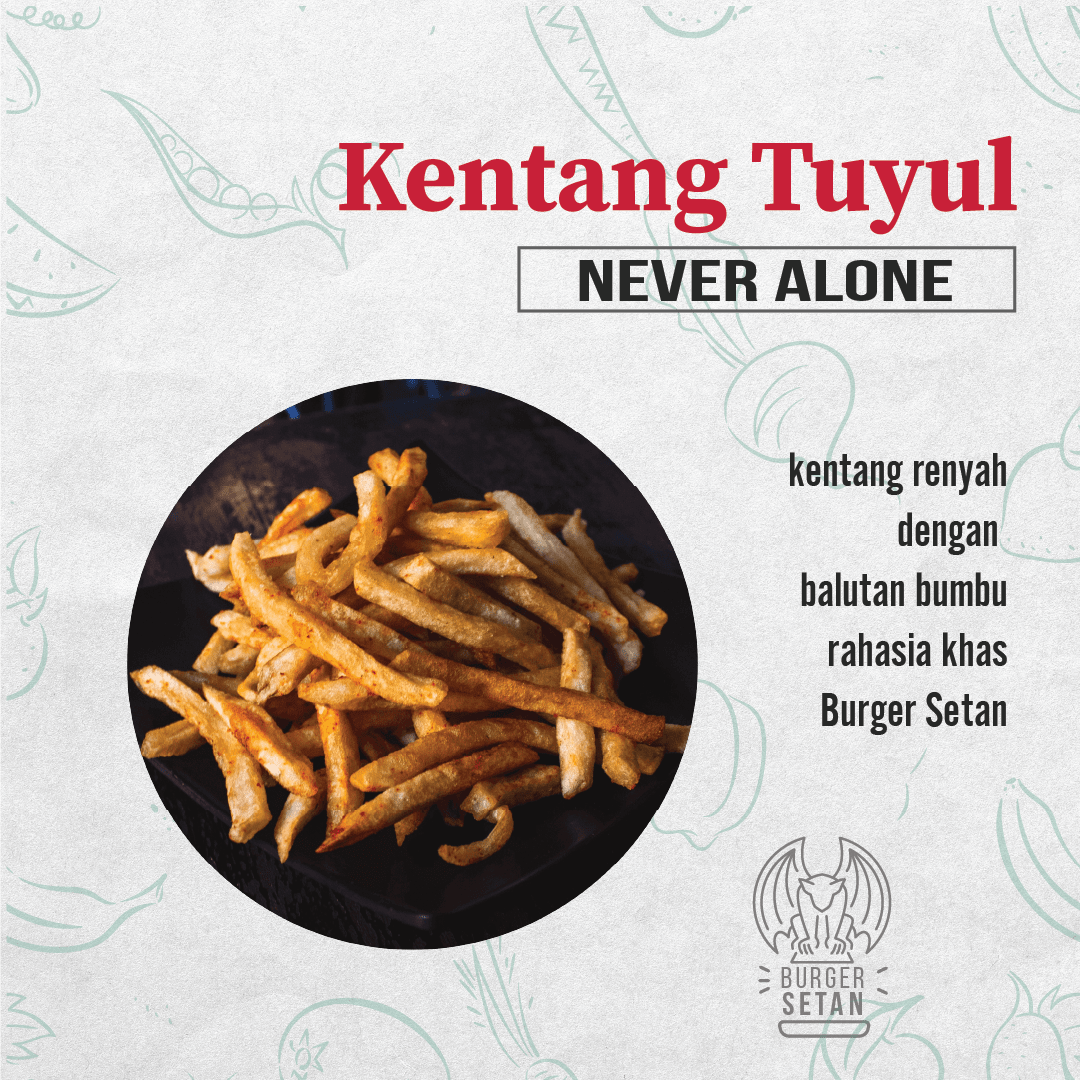 Kentang Tuyul
NEVER ALONE
kentang renyah
dengan
balutan bumbu
rahasia khas
Burger Setan
BURGER
SETAN